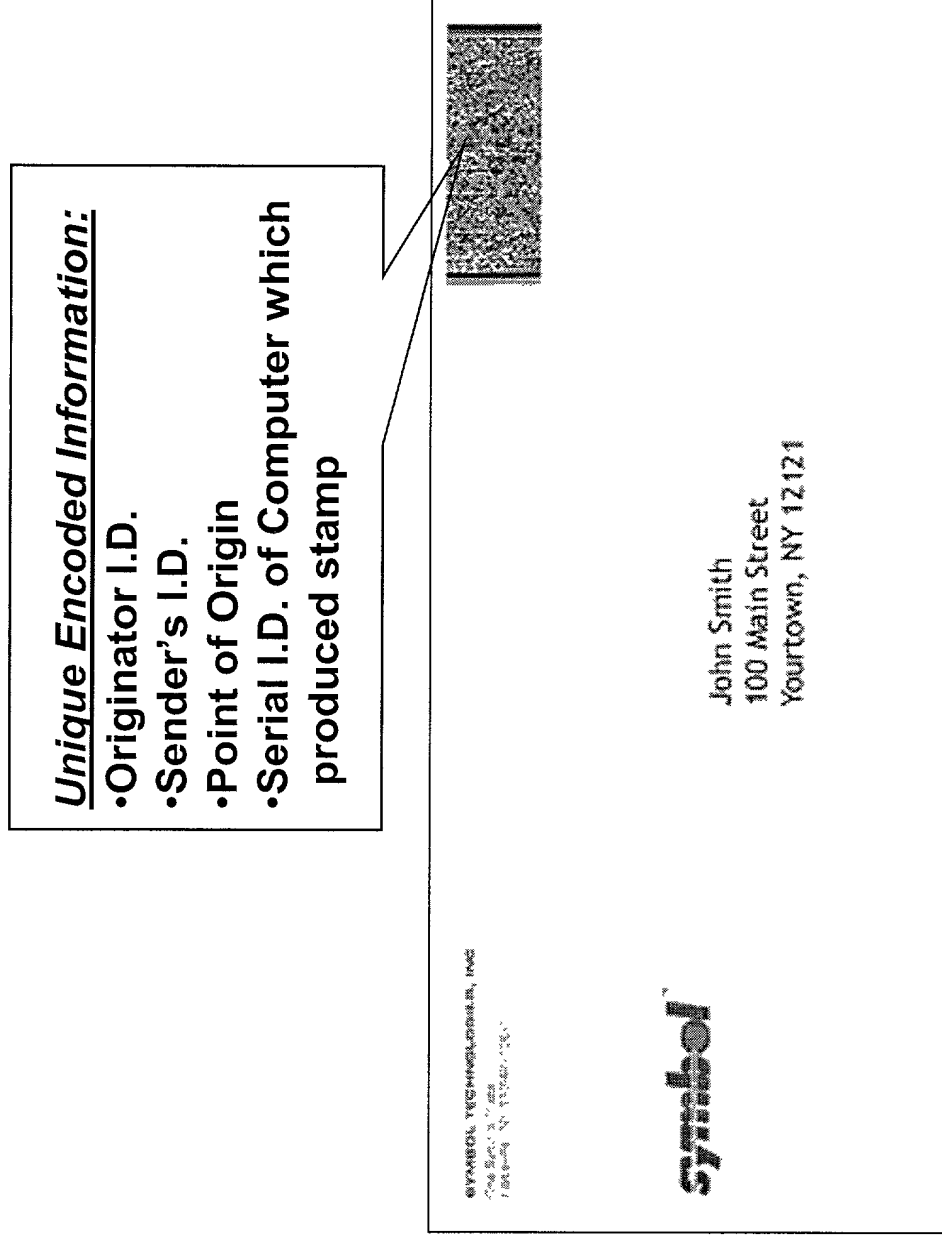 Unique Encoded Information:
•Originator I.D.
•Sender's I.D.
•Point of Origin
•Serial I.D. of Computer which
produced stamp
SYMBOL TECHNOLOGIES, INC
symbol™
John Smith
100 Main Street
Yourtown, NY 12121